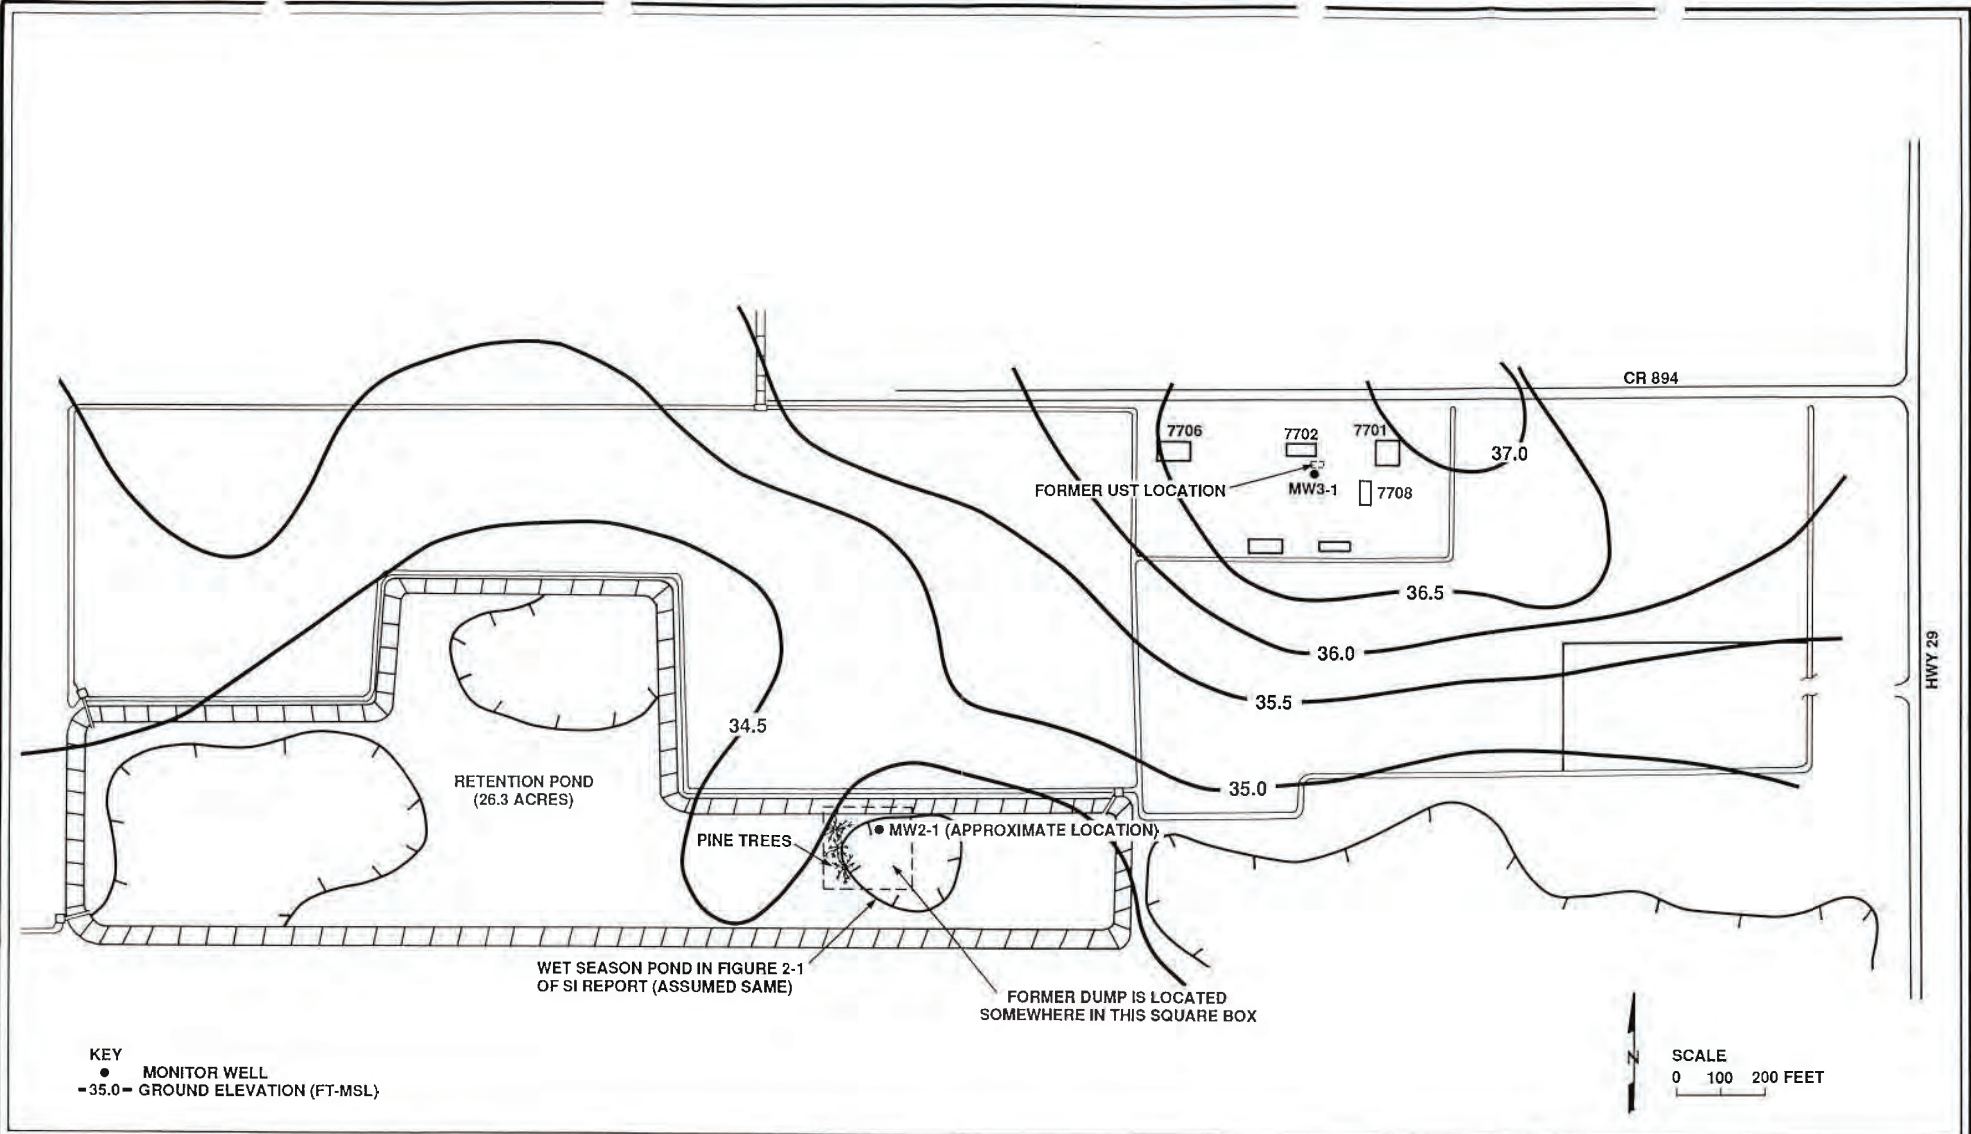 CR 894
7706
7702
7701
37.0
FORMER UST LOCATION
MW3-1
7708
36.5
36.0
HWY 29
35.5
34.5
RETENTION POND
(26.3 ACRES)
35.0
PINE TREES
MW2-1 (APPROXIMATE LOCATION)
WET SEASON POND IN FIGURE 2-1
OF SI REPORT (ASSUMED SAME)
FORMER DUMP IS LOCATED
SOMEWHERE IN THIS SQUARE BOX
KEY
MONITOR WELL
-35.0- GROUND ELEVATION (FT-MSL)
N
SCALE
0 100 200 FEET